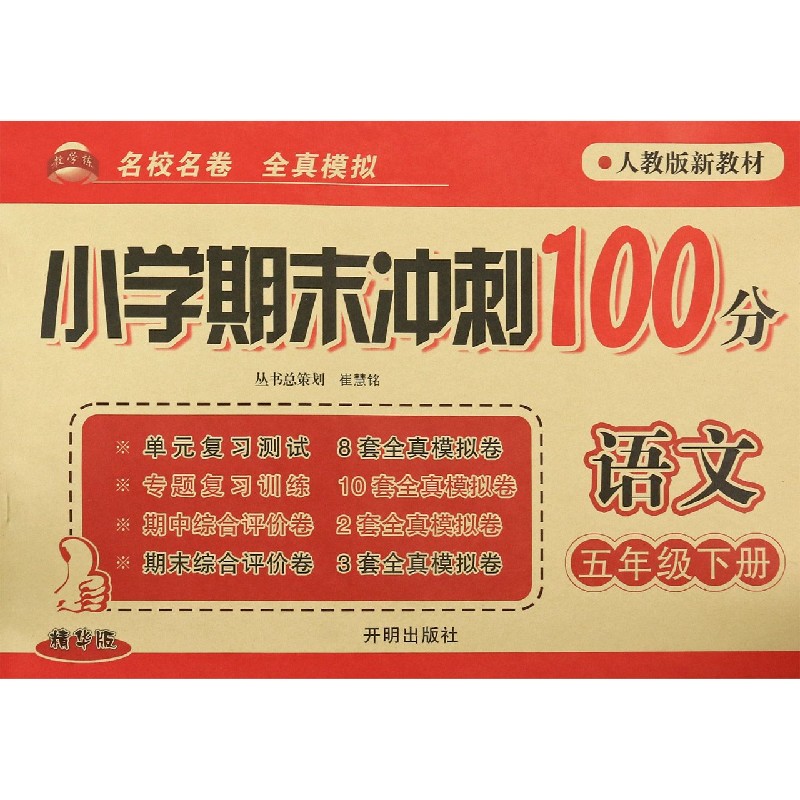 名校名卷 全真模拟
●人教版新教材
小学期末冲刺100分
丛书总策划 崔慧铭
※ 单元复习测试 8套全真模拟卷
※ 专题复习训练 10套全真模拟卷
※ 期中综合评价卷 2套全真模拟卷
※ 期末综合评价卷 3套全真模拟卷
语文
五年级下册
精华版
开明出版社